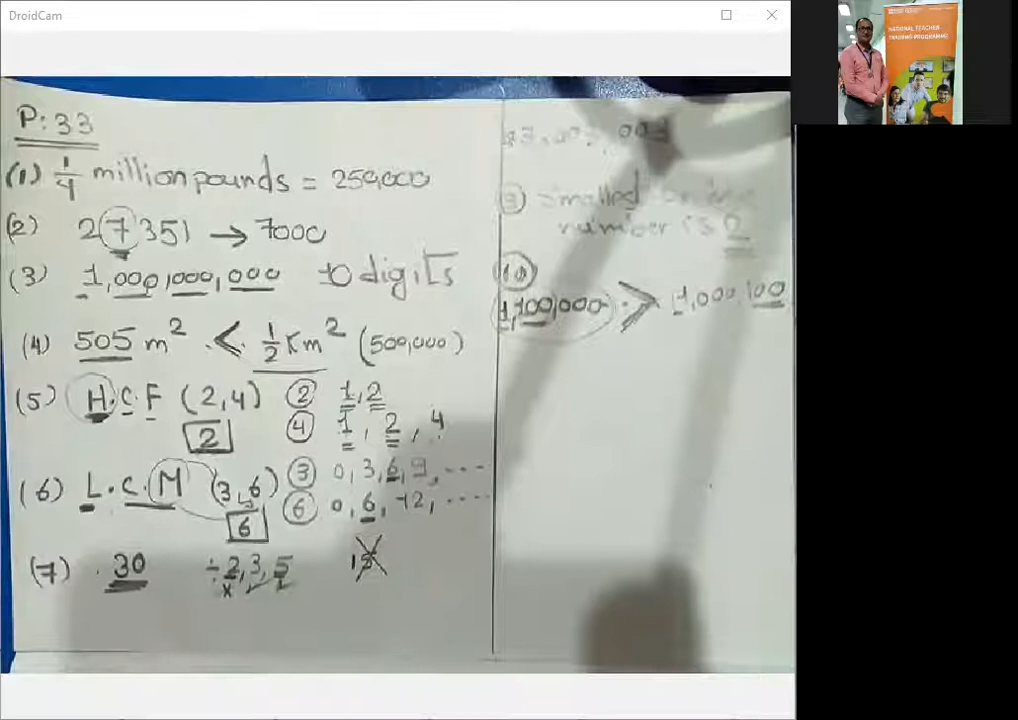 DroidCam
NATIONAL TEACHER
TRAINING PROGRAMME
P: 33
(1) 1/4 million pounds = 250,000
(2) 27351 → 7000
(3) 1,000,000,000 10 digits
(4) 505 m² < 1/2 Km² (500,000)
(5) H.C.F (2,4) ② 1,2
2 ④ 1, 2, 4
(6) L.C.M (3,6) ③ 0, 3, 6, 9, ....
6 ⑥ 0, 6, 12, ....
(7) 30 ÷ 2, 3, 5 15
x ✓ ✓
number is 2
(10)
1,100,000 > 1,000,100